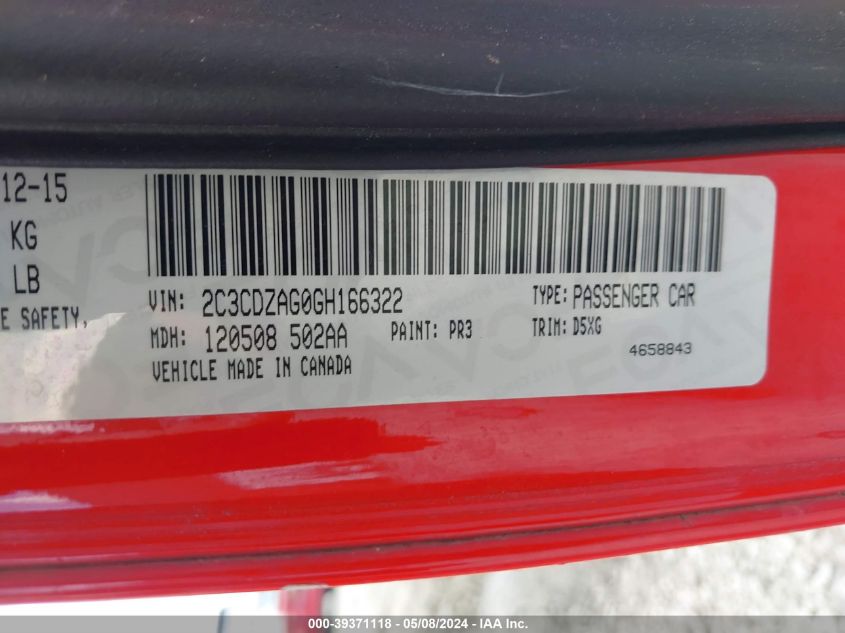 12-15
KG
LB
E SAFETY,
VIN: 2C3CDZAG0GH166322 TYPE: PASSENGER CAR
MDH: 120508 502AA PAINT: PR3 TRIM: D5XG
VEHICLE MADE IN CANADA 4658843
000-39371118 | 05/08/2024 - IAA Inc.